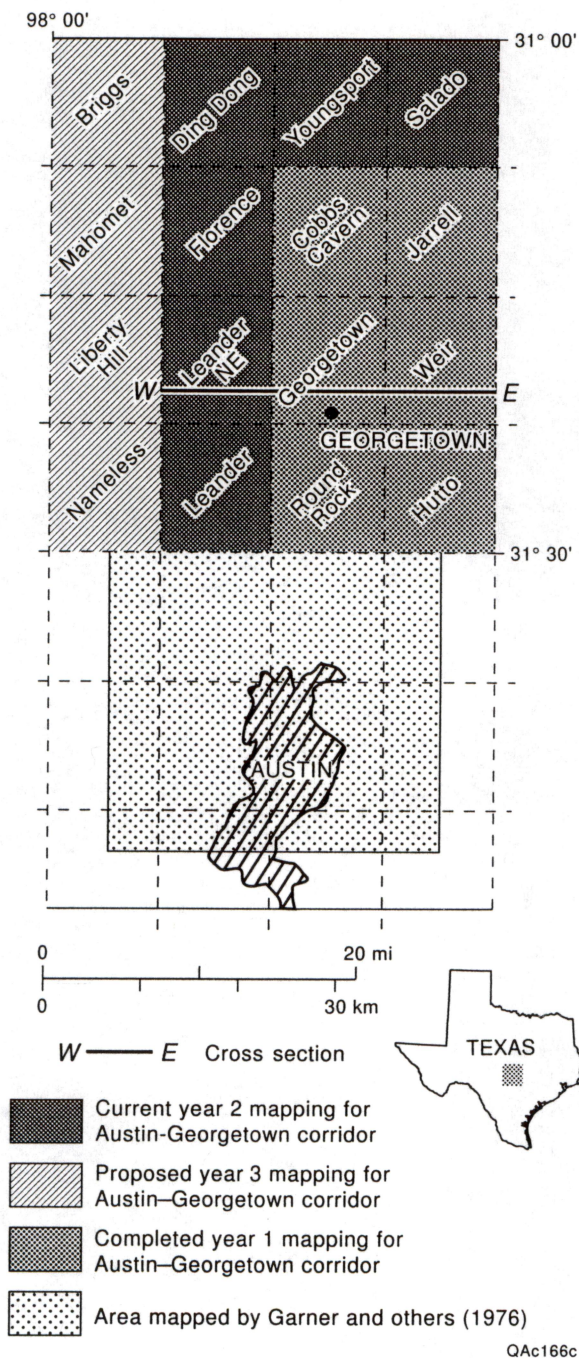 98° 00'
31° 00'
Briggs
Ding Dong
Youngsport
Salado
Mahomet
Florence
Cobbs
Cavern
Jarrell
Liberty
Hill
Leander
NE
Georgetown
Weir
W
E
GEORGETOWN
Nameless
Leander
Round
Rock
Hutto
31° 30'
AUSTIN
0
20 mi
0
30 km
W E Cross section
TEXAS
Current year 2 mapping for
Austin-Georgetown corridor
Proposed year 3 mapping for
Austin–Georgetown corridor
Completed year 1 mapping for
Austin–Georgetown corridor
Area mapped by Garner and others (1976)
QAc166c